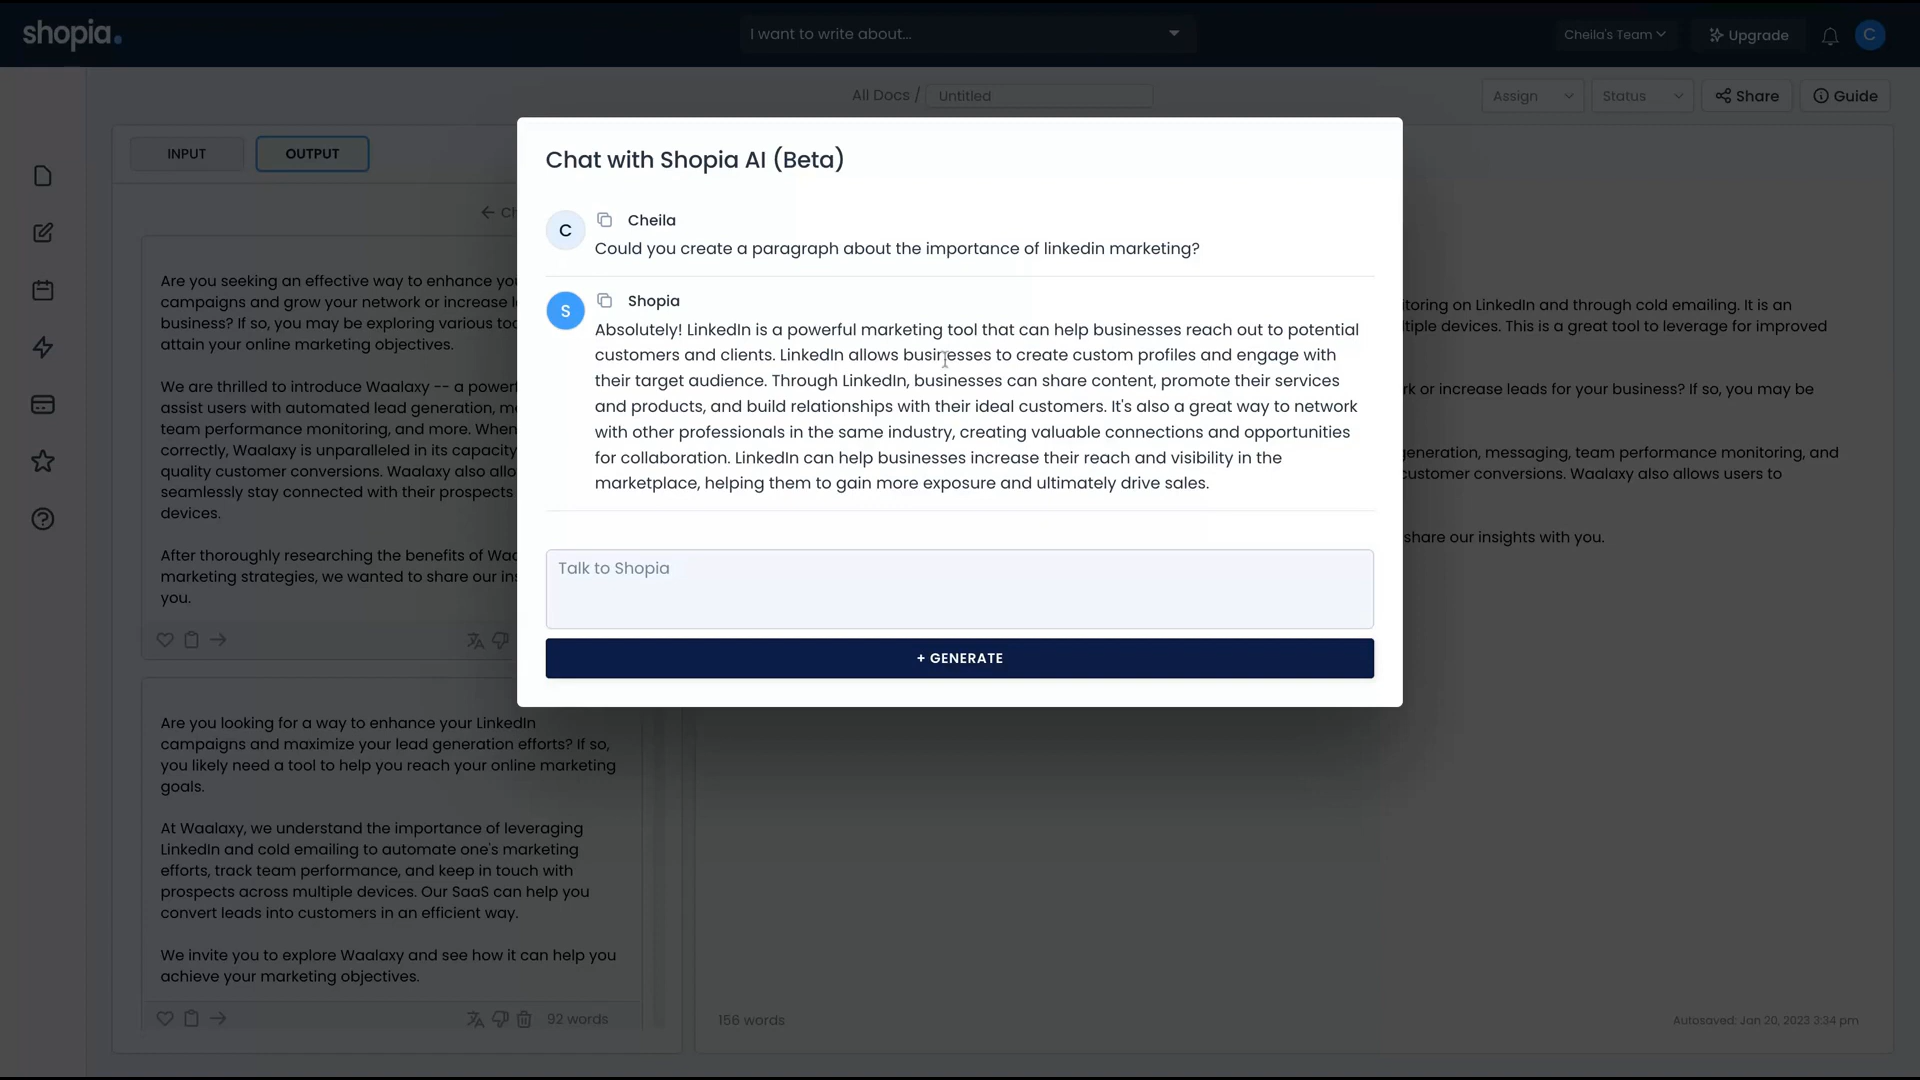 shopia.
I want to write about...
Cheila's Team
Upgrade
C
All Docs /
Untitled
Assign
Status
Share
Guide
INPUT
OUTPUT
Are you seeking an effective way to enhance
campaigns and grow your network or increase
business? If so, you may be exploring various
attain your online marketing objectives.
We are thrilled to introduce Waalaxy -- a
assist users with automated lead generation,
team performance monitoring, and more.
correctly, Waalaxy is unparalleled in its capacity
quality customer conversions. Waalaxy also
seamlessly stay connected with their prospects
devices.
After thoroughly researching the benefits of
marketing strategies, we wanted to share our
you.
Are you looking for a way to enhance your LinkedIn
campaigns and maximize your lead generation efforts? If so,
you likely need a tool to help you reach your online marketing
goals.
At Waalaxy, we understand the importance of leveraging
LinkedIn and cold emailing to automate one's marketing
efforts, track team performance, and keep in touch with
prospects across multiple devices. Our SaaS can help you
convert leads into customers in an efficient way.
We invite you to explore Waalaxy and see how it can help you
achieve your marketing objectives.
92 words
Chat with Shopia AI (Beta)
C
Cheila
Could you create a paragraph about the importance of linkedin marketing?
S
Shopia
Absolutely! LinkedIn is a powerful marketing tool that can help businesses reach out to potential
customers and clients. LinkedIn allows businesses to create custom profiles and engage with
their target audience. Through LinkedIn, businesses can share content, promote their services
and products, and build relationships with their ideal customers. It's also a great way to network
with other professionals in the same industry, creating valuable connections and opportunities
for collaboration. LinkedIn can help businesses increase their reach and visibility in the
marketplace, helping them to gain more exposure and ultimately drive sales.
Talk to Shopia
+ GENERATE
on LinkedIn and through cold emailing. It is an
devices. This is a great tool to leverage for improved
or increase leads for your business? If so, you may be
messaging, team performance monitoring, and
customer conversions. Waalaxy also allows users to
share our insights with you.
156 words
Autosaved: Jan 20, 2023 3:34 pm